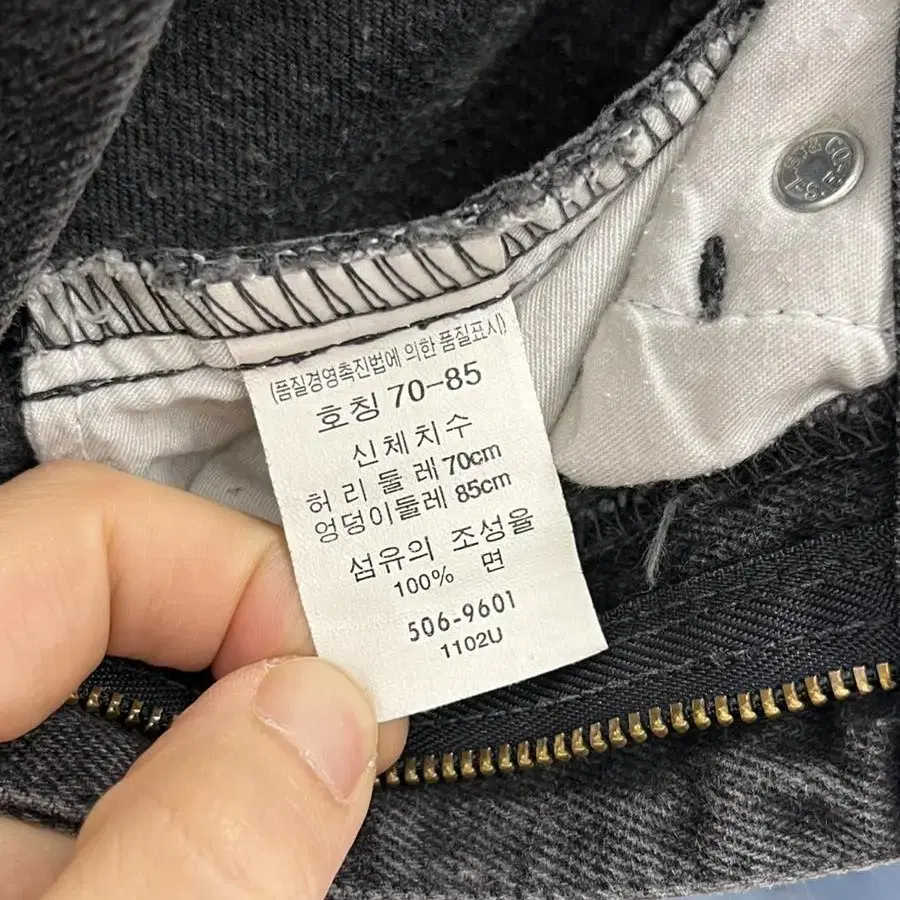 (품질경영촉진법에 의한 품질표시)
호칭 70-85
신체치수
허리둘레 70cm
엉덩이둘레 85cm
섬유의 조성율
100% 면
506-9601
1102U